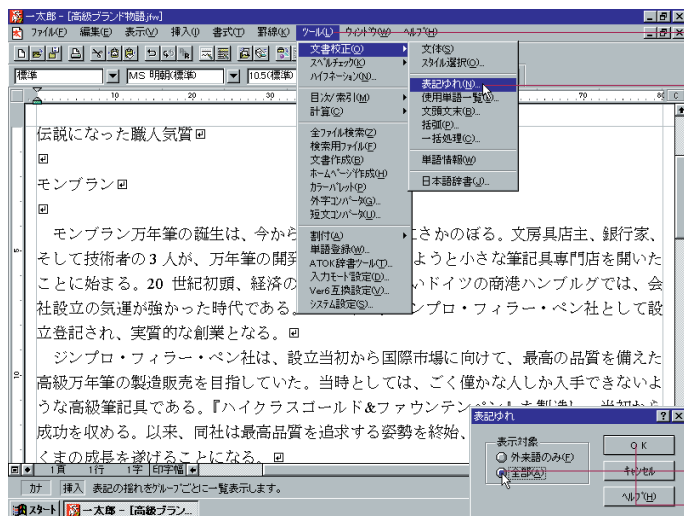 一太郎 - [高級ブランド物語.jfw]
ファイル(F) 編集(E) 表示(V) 挿入(I) 書式(T) 罫線(K) ツール(L) ウィンドウ(W) ヘルプ(H)
標準 MS 明朝(標準) 10.5(標準)
10 20 30 70 80 C
文書校正(O)
スペルチェック(X)
ハイフネーション(N)...
目次/索引(M)
計算(C)
全ファイル検索(Z)
検索用ファイル(F)
文書作成(B)
ホームページ作成(H)
カラーパレット(P)
外字コンバータ(G)...
短文コンバータ(U)...
割付(A)
単語登録(W)...
ATOK辞書ツール(T)...
入力モード設定(D)...
Ver6互換設定(V)...
システム設定(S)...
文体(S)
スタイル選択(O)...
表記ゆれ(N)...
使用単語一覧
文頭文末(B)...
括弧(P)...
一括処理(C)...
単語情報(W)
日本語辞書(J)...
伝説になった職人気質
モンブラン
モンブラン万年筆の誕生は、今から にさかのぼる。文房具店主、銀行家、
そして技術者の3人が、万年筆の開発 ようと小さな筆記具専門店を開いた
ことに始まる。20 世紀初頭、経済の いドイツの商港ハンブルグでは、会
社設立の気運が強かった時代である。 ンプロ・フィラー・ペン社として設
立登記され、実質的な創業となる。
ジンプロ・フィラー・ペン社は、設立当初から国際市場に向けて、最高の品質を備えた
高級万年筆の製造販売を目指していた。当時としては、ごく僅かな人しか入手できないよ
うな高級筆記具である。『ハイクラスゴールド&ファウンテンペン』を製造し、当初から
成功を収める。以来、同社は最高品質を追求する姿勢を終始、
くまの成長を遂げることになる。
表記ゆれ
表示対象
外来語のみ(F)
全部(A)
OK
キャンセル
ヘルプ(H)
1頁 1行 1字 印字幅
カナ 挿入 表記の揺れをグループごとに一覧表示します。
スタート 一太郎 - [高級ブラン...